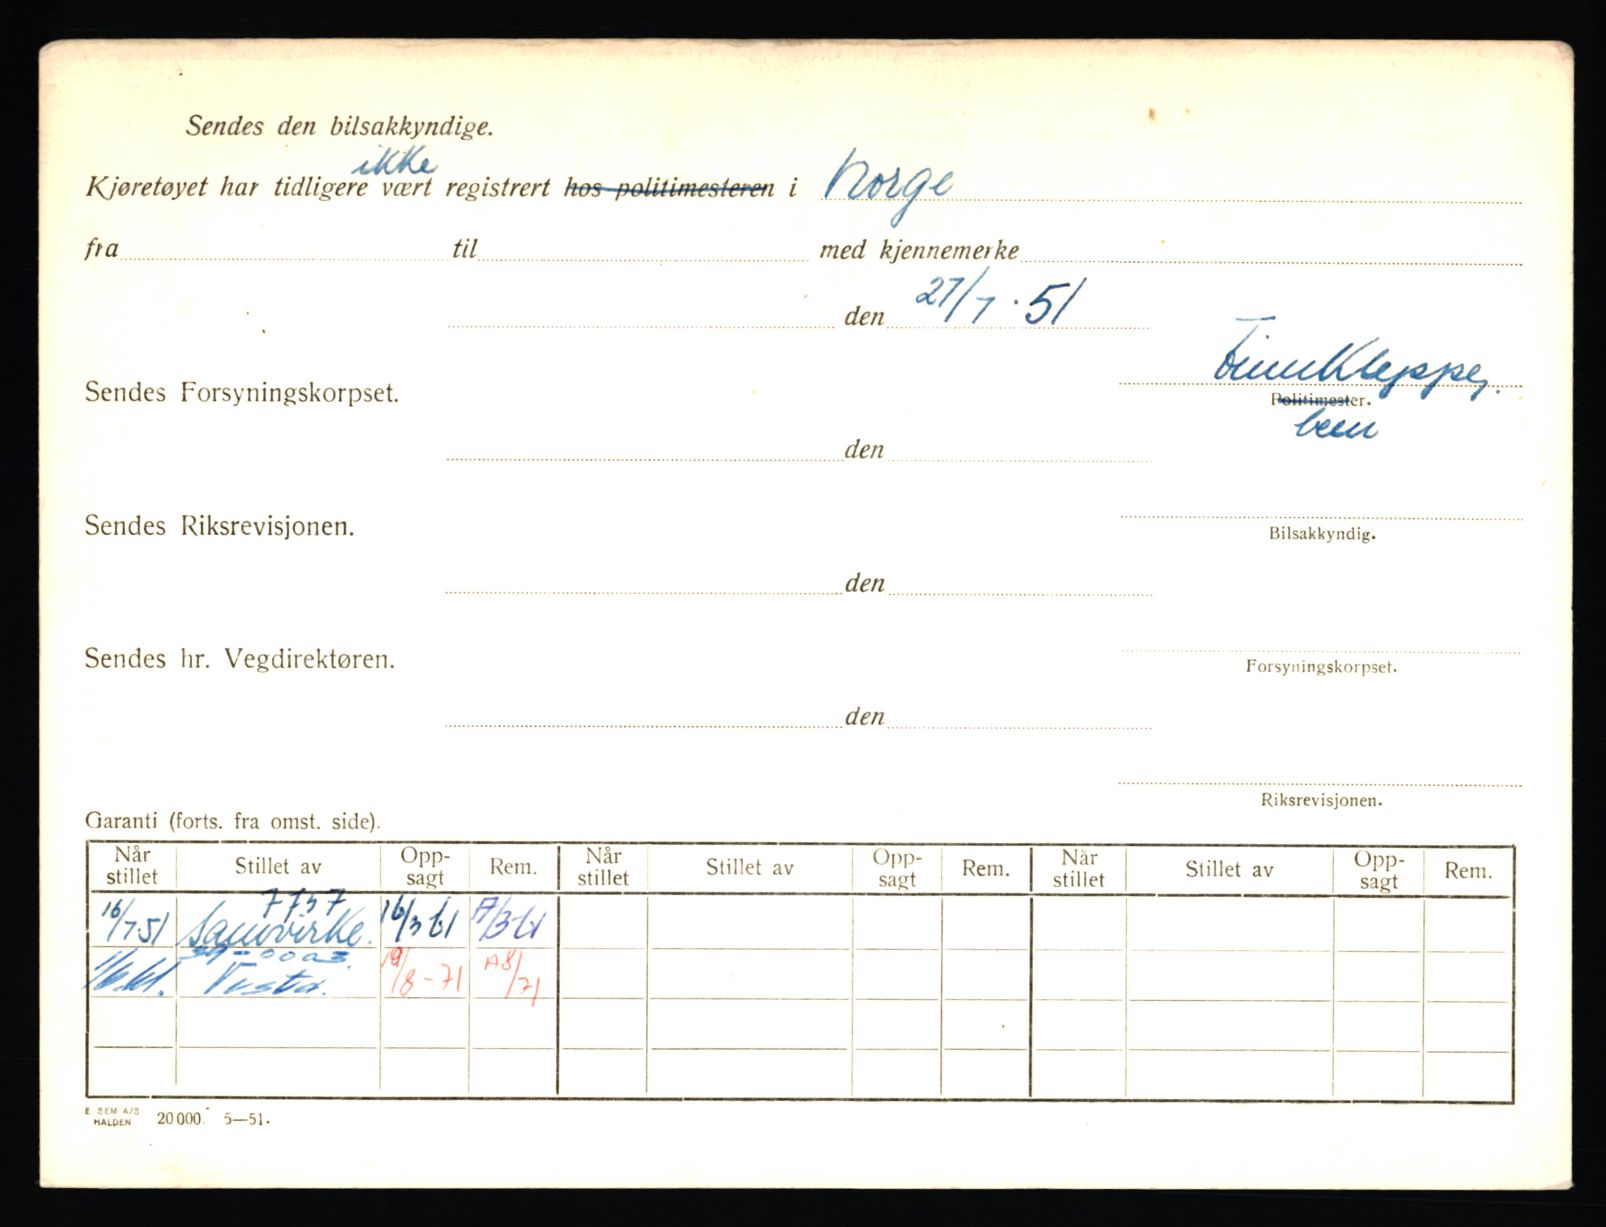 Sendes den bilsakkyndige.
ikke
Kjøretøyet har tidligere vært registrert hos politimesteren i Norge
fra til med kjennemerke
den 27/7.51
Finn Kleppe,
Sendes Forsyningskorpset. Politimester.
den
Sendes Riksrevisjonen. Bilsakkyndig.
den
Sendes hr. Vegdirektøren. Forsyningskorpset.
den
Riksrevisjonen.
Garanti (forts. fra omst. side).
Når stillet Stillet av Opp-sagt Rem. Når stillet Stillet av Opp-sagt Rem. Når stillet Stillet av Opp-sagt Rem.
7757
16/7 51 Samvirke. 16/3 61
Vesta. 19/8-71 A8/71
E. SEM A/S
HALDEN 20 000. 5—51.